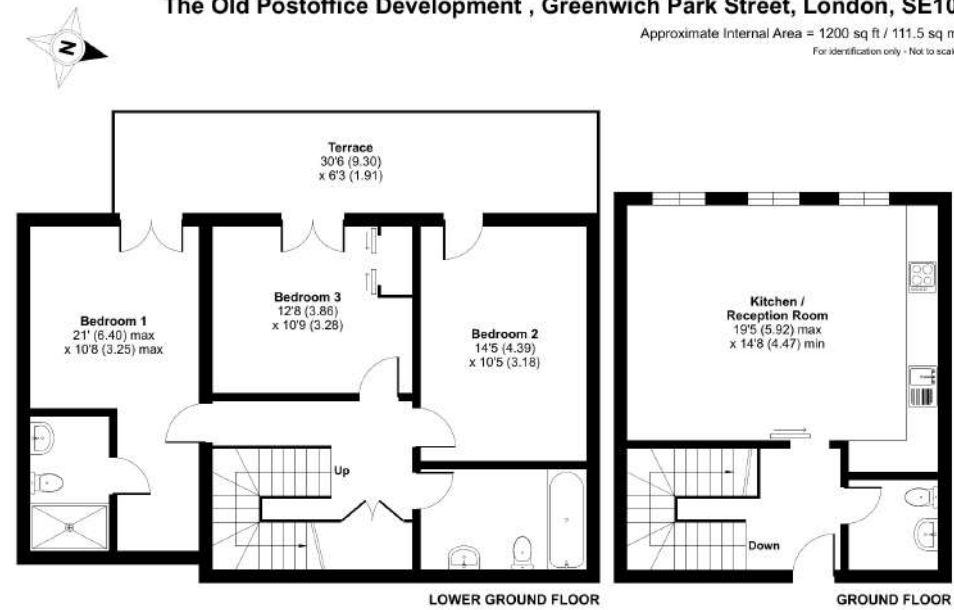 The Old Postoffice Development , Greenwich Park Street, London, SE10
Approximate Internal Area = 1200 sq ft / 111.5 sq m
For identification only - Not to scale
N
Terrace
30'6 (9.30)
x 6'3 (1.91)
Bedroom 1
21' (6.40) max
x 10'8 (3.25) max
Bedroom 3
12'8 (3.86)
x 10'9 (3.28)
Bedroom 2
14'5 (4.39)
x 10'5 (3.18)
Kitchen /
Reception Room
19'5 (5.92) max
x 14'8 (4.47) min
Up
Down
LOWER GROUND FLOOR
GROUND FLOOR